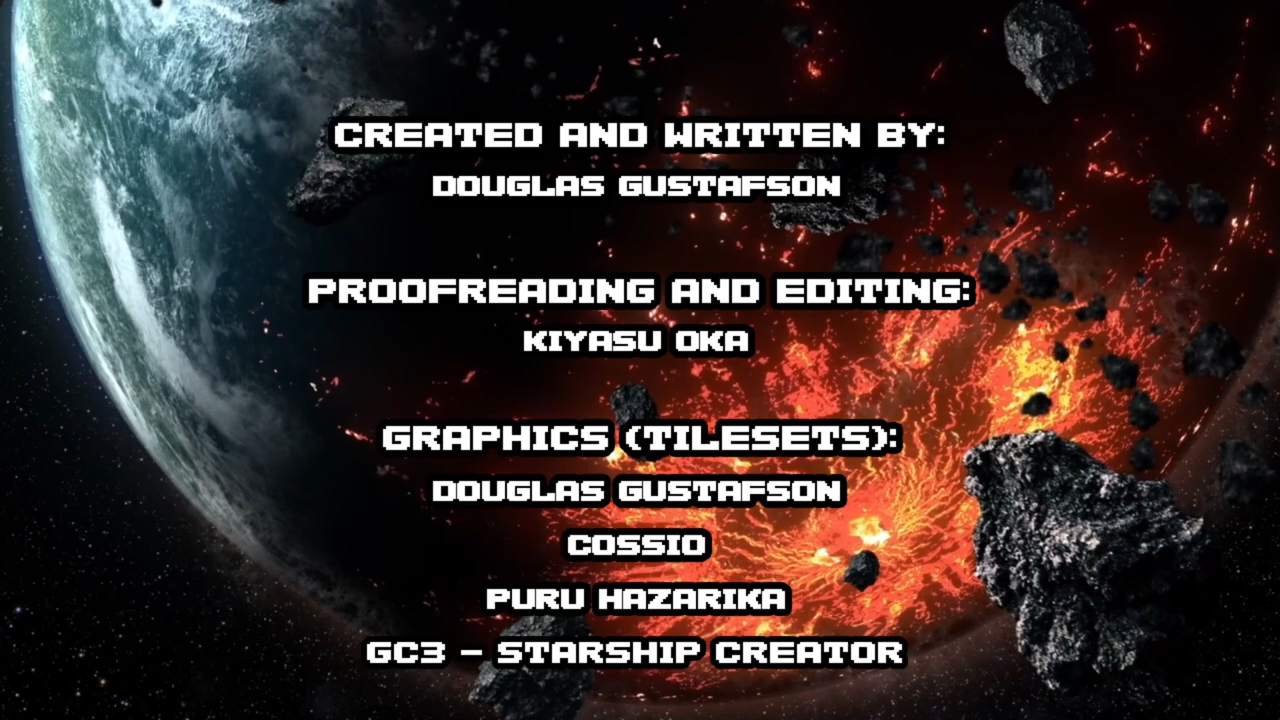 CREATED AND WRITTEN BY:
DOUGLAS GUSTAFSON
PROOFREADING AND EDITING:
KIYASU OKA
GRAPHICS (TILESETS):
DOUGLAS GUSTAFSON
COSSIO
PURU HAZARIKA
GC3 - STARSHIP CREATOR